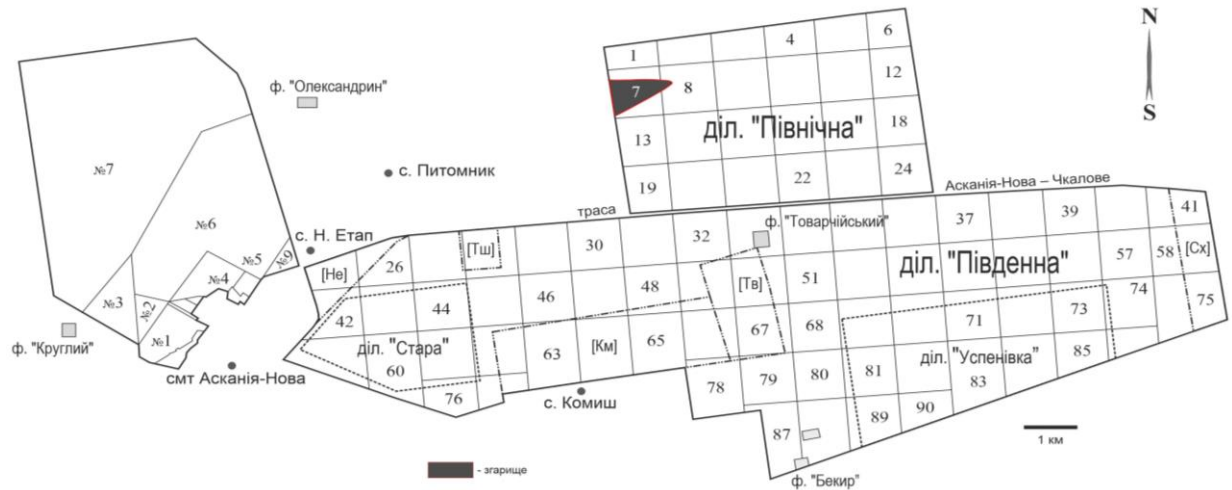 N
S
1
4
6
7
8
12
діл. "Північна"
13
18
19
22
24
ф. "Олександрин"
№7
с. Питомник
Асканія-Нова – Чкалове
траса
№6
с. Н. Етап
№5
№9
№4
№3
№2
№1
ф. "Круглий"
смт Асканія-Нова
[Не]
26
[Тш]
30
32
ф. "Товарчійський"
37
39
41
42
44
46
48
[Тв]
51
діл. "Південна"
57
58
[Сх]
діл. "Стара"
60
63
[Км]
65
67
68
71
73
74
75
76
с. Комиш
78
79
80
81
діл. "Успенівка"
83
85
87
89
90
ф. "Бекир"
1 км
- згарище